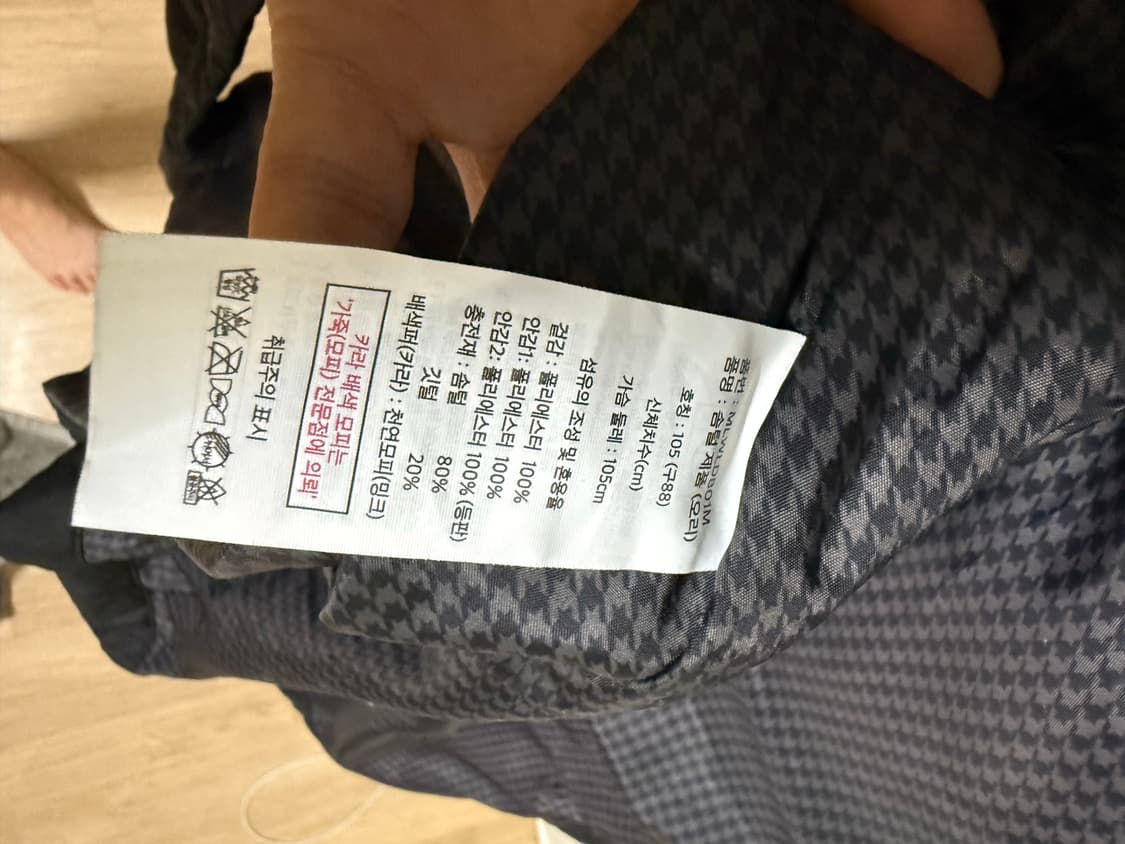 품번 : M
품명 : 솜털 제품 (오리)
호칭 : 105 (구88)
신체치수(cm)
가슴 둘레 : 105cm
섬유의 조성 및 혼용율
겉감 : 폴리에스터 100%
안감1: 폴리에스터 100%
안감2: 폴리에스터 100% (등판)
충전재 : 솜털 80%
깃털 20%
배색퍼(카라) : 천연모피(밍크)
카라 배색 모피는
'가죽(모피) 전문점에 의뢰'
취급주의 표시